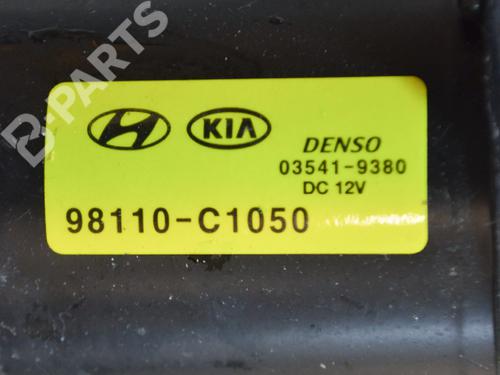 B-PARTS
KIA
DENSO
03541-9380
DC 12V
98110-C1050